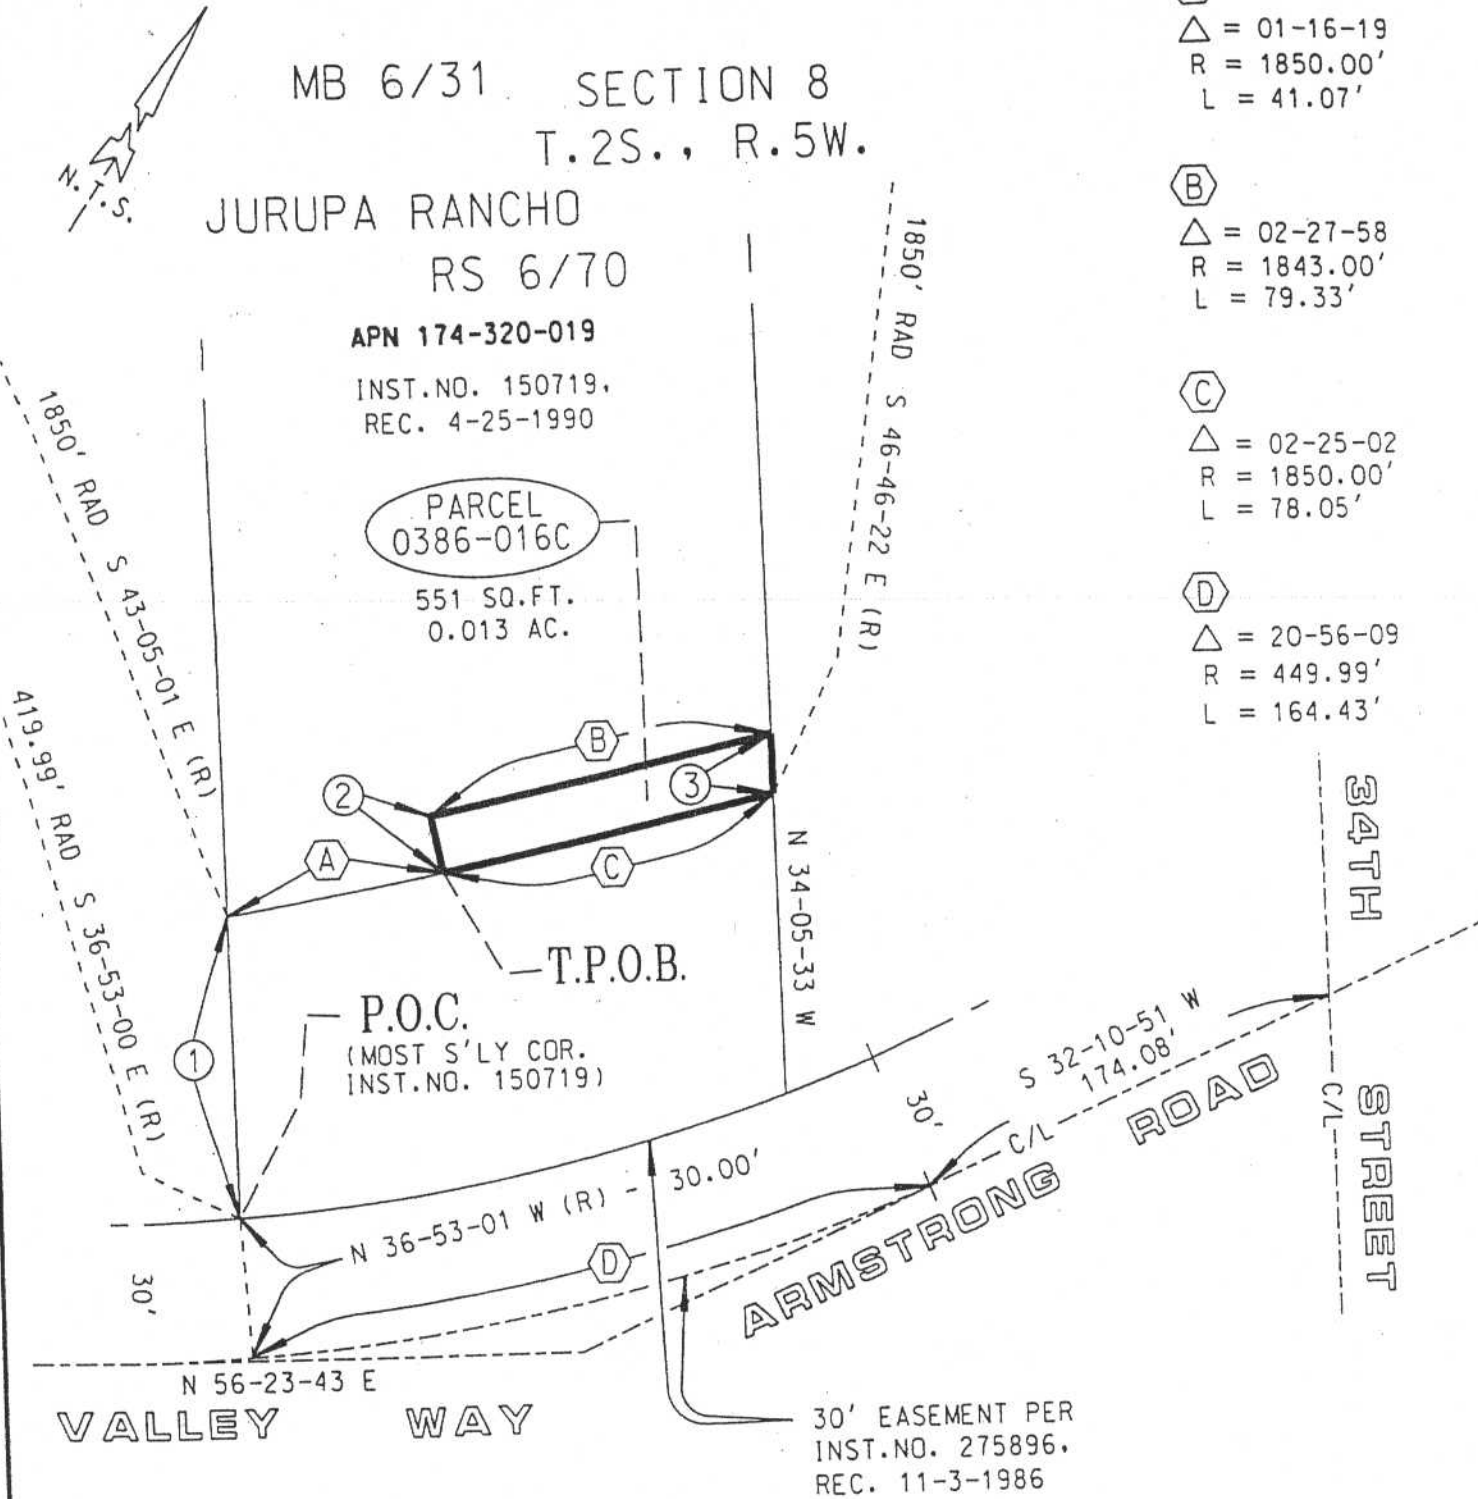 N.T.S.
MB 6/31 SECTION 8
T.2S., R.5W.
JURUPA RANCHO
RS 6/70
APN 174-320-019
INST.NO. 150719,
REC. 4-25-1990
PARCEL
0386-016C
551 SQ.FT.
0.013 AC.
△ = 01-16-19
R = 1850.00'
L = 41.07'
B
△ = 02-27-58
R = 1843.00'
L = 79.33'
C
△ = 02-25-02
R = 1850.00'
L = 78.05'
D
△ = 20-56-09
R = 449.99'
L = 164.43'
1850' RAD S 43-05-01 E (R)
1850' RAD S 46-46-22 E (R)
419.99' RAD S 36-53-00 E (R)
B
2
3
A
C
N 34-05-33 W
T.P.O.B.
P.O.C.
(MOST S'LY COR.
INST.NO. 150719)
1
34TH
STREET
C/L
S 32-10-51 W
174.08'
30'
C/L
ARMSTRONG ROAD
N 36-53-01 W (R) - 30.00'
D
30'
N 56-23-43 E
VALLEY WAY
30' EASEMENT PER
INST.NO. 275896,
REC. 11-3-1986